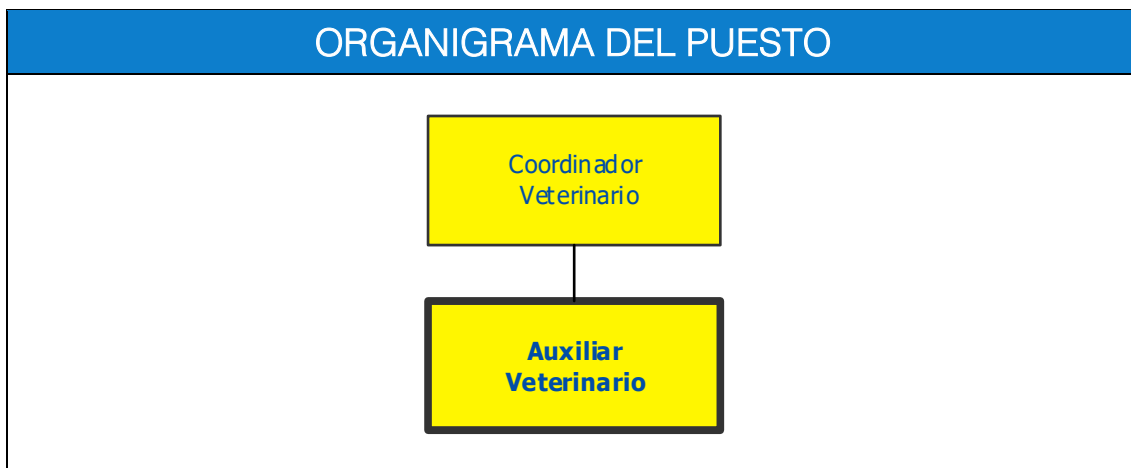 ORGANIGRAMA DEL PUESTO
Coordinador
Veterinario
Auxiliar
Veterinario